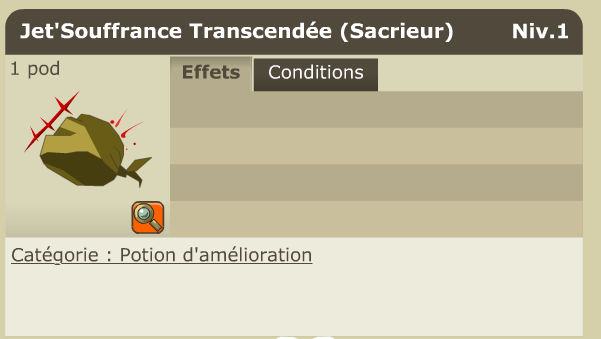 Jet'Souffrance Transcendée (Sacrieur) Niv.1
1 pod
Effets Conditions
Catégorie : Potion d'amélioration